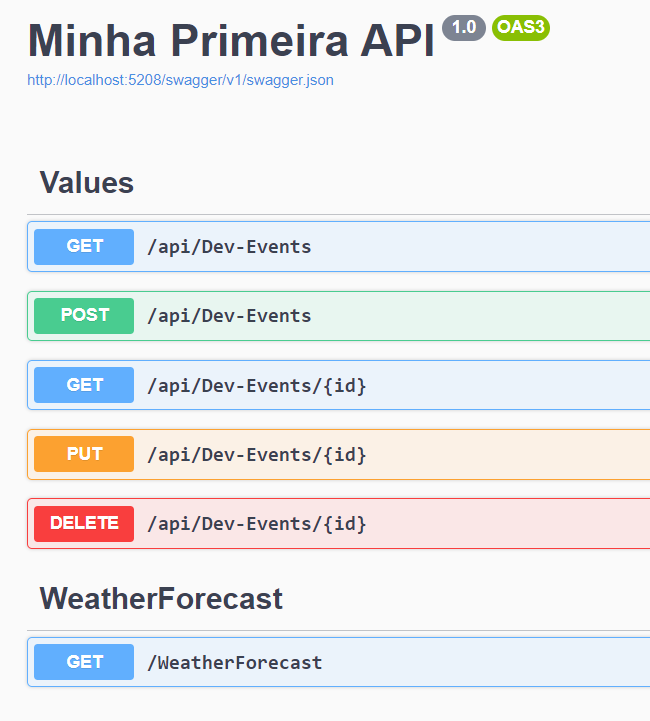 Minha Primeira API 1.0 OAS3
http://localhost:5208/swagger/v1/swagger.json
Values
GET /api/Dev-Events
POST /api/Dev-Events
GET /api/Dev-Events/{id}
PUT /api/Dev-Events/{id}
DELETE /api/Dev-Events/{id}
WeatherForecast
GET /WeatherForecast